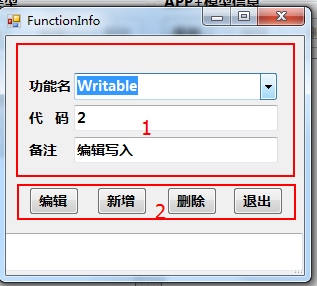 APP+模型信息
FunctionInfo
功能名 Writable
代 码 2
1
备注 编辑写入
编辑 新增 删除 退出
2